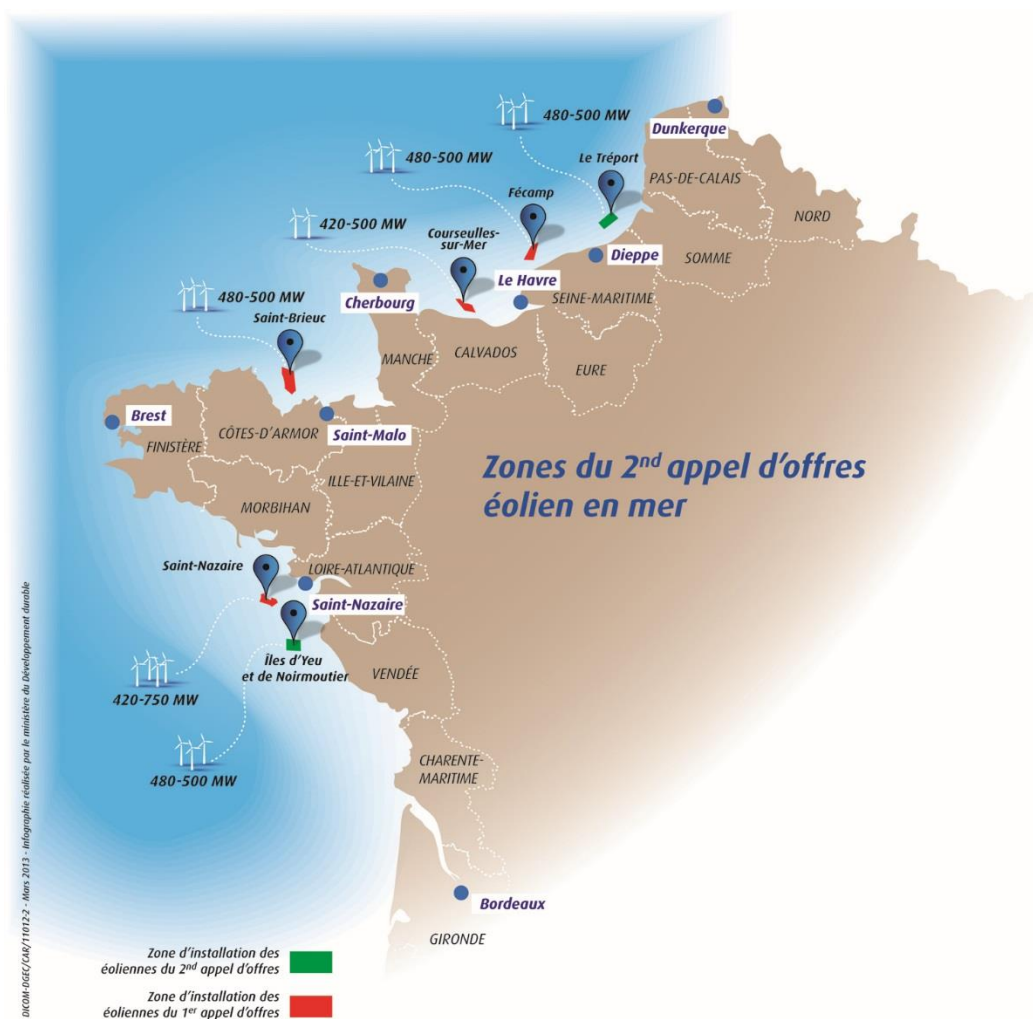 480-500 MW
Dunkerque
Le Tréport
PAS-DE-CALAIS
480-500 MW
Fécamp
NORD
420-500 MW
Courseulles-
sur-Mer
Dieppe
SOMME
Le Havre
Cherbourg
SEINE-MARITIME
480-500 MW
Saint-Brieuc
MANCHE
CALVADOS
EURE
Brest
CÔTES-D'ARMOR
Saint-Malo
FINISTÈRE
ILLE-ET-VILAINE
MORBIHAN
Zones du 2nd appel d'offres
éolien en mer
Saint-Nazaire
LOIRE-ATLANTIQUE
Saint-Nazaire
Îles d'Yeu
et de Noirmoutier
VENDÉE
420-750 MW
480-500 MW
CHARENTE-
MARITIME
Bordeaux
GIRONDE
Zone d'installation des
éoliennes du 2nd appel d'offres
Zone d'installation des
éoliennes du 1er appel d'offres
DICOM-DGEC/CAR/11012-2 - Mars 2013 - Infographie réalisée par le ministère du Développement durable